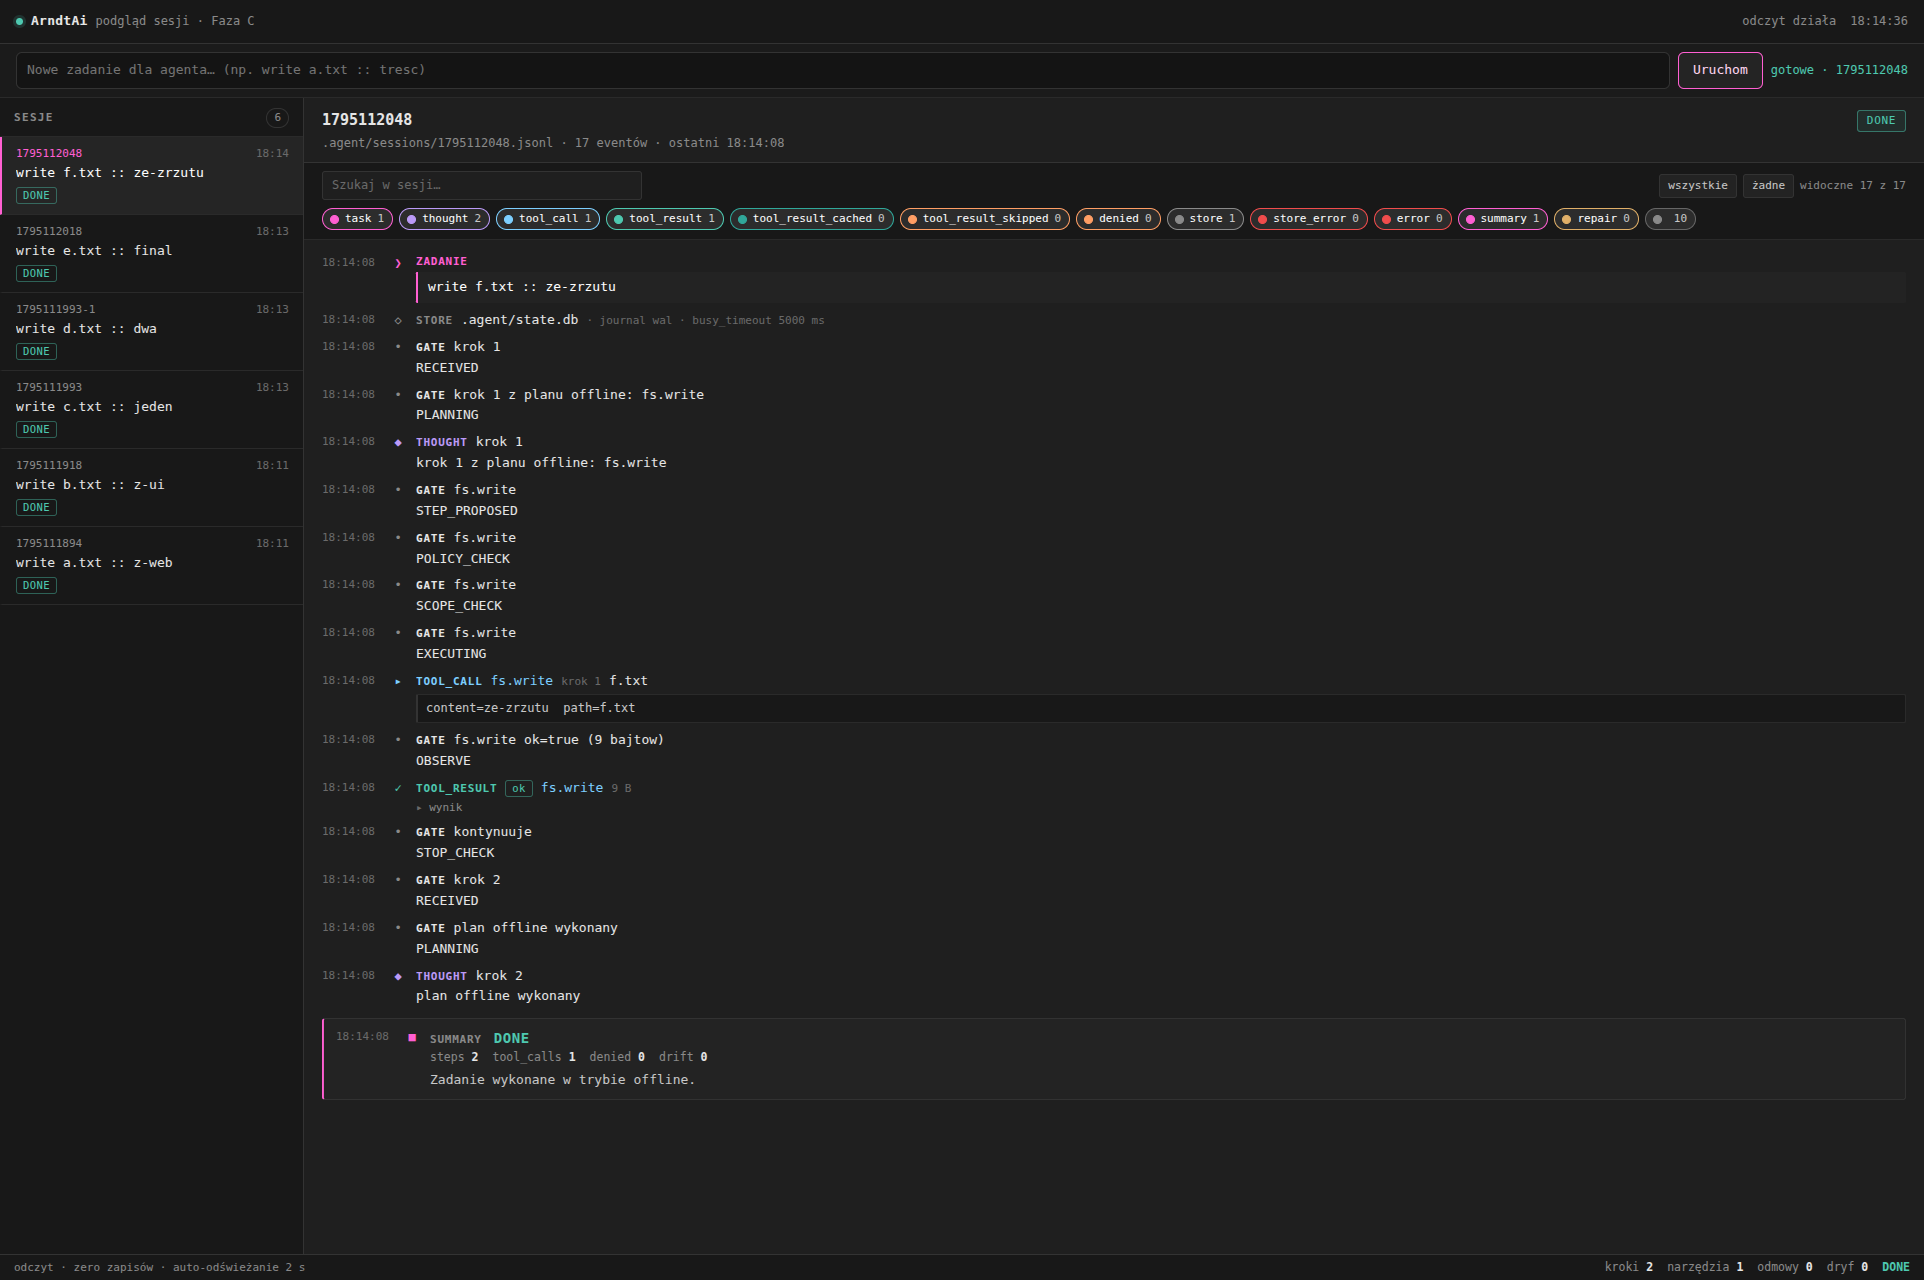 ArndtAi podgląd sesji · Faza C
odczyt działa 18:14:36
Nowe zadanie dla agenta… (np. write a.txt :: tresc)
Uruchom
gotowe · 1795112048
SESJE 6
1795112048 18:14
write f.txt :: ze-zrzutu
DONE
1795112018 18:13
write e.txt :: final
DONE
1795111993-1 18:13
write d.txt :: dwa
DONE
1795111993 18:13
write c.txt :: jeden
DONE
1795111918 18:11
write b.txt :: z-ui
DONE
1795111894 18:11
write a.txt :: z-web
DONE
1795112048
DONE
.agent/sessions/1795112048.jsonl · 17 eventów · ostatni 18:14:08
Szukaj w sesji…
wszystkie żadne widoczne 17 z 17
task 1 thought 2 tool_call 1 tool_result 1 tool_result_cached 0 tool_result_skipped 0 denied 0 store 1 store_error 0 error 0 summary 1 repair 0 10
18:14:08 ❯ ZADANIE
write f.txt :: ze-zrzutu
18:14:08 ◇ STORE .agent/state.db · journal wal · busy_timeout 5000 ms
18:14:08 • GATE krok 1
RECEIVED
18:14:08 • GATE krok 1 z planu offline: fs.write
PLANNING
18:14:08 ◆ THOUGHT krok 1
krok 1 z planu offline: fs.write
18:14:08 • GATE fs.write
STEP_PROPOSED
18:14:08 • GATE fs.write
POLICY_CHECK
18:14:08 • GATE fs.write
SCOPE_CHECK
18:14:08 • GATE fs.write
EXECUTING
18:14:08 ▸ TOOL_CALL fs.write krok 1 f.txt
content=ze-zrzutu path=f.txt
18:14:08 • GATE fs.write ok=true (9 bajtow)
OBSERVE
18:14:08 ✓ TOOL_RESULT ok fs.write 9 B
▸ wynik
18:14:08 • GATE kontynuuje
STOP_CHECK
18:14:08 • GATE krok 2
RECEIVED
18:14:08 • GATE plan offline wykonany
PLANNING
18:14:08 ◆ THOUGHT krok 2
plan offline wykonany
18:14:08 ■ SUMMARY DONE
steps 2 tool_calls 1 denied 0 drift 0
Zadanie wykonane w trybie offline.
odczyt · zero zapisów · auto-odświeżanie 2 s
kroki 2 narzędzia 1 odmowy 0 dryf 0 DONE